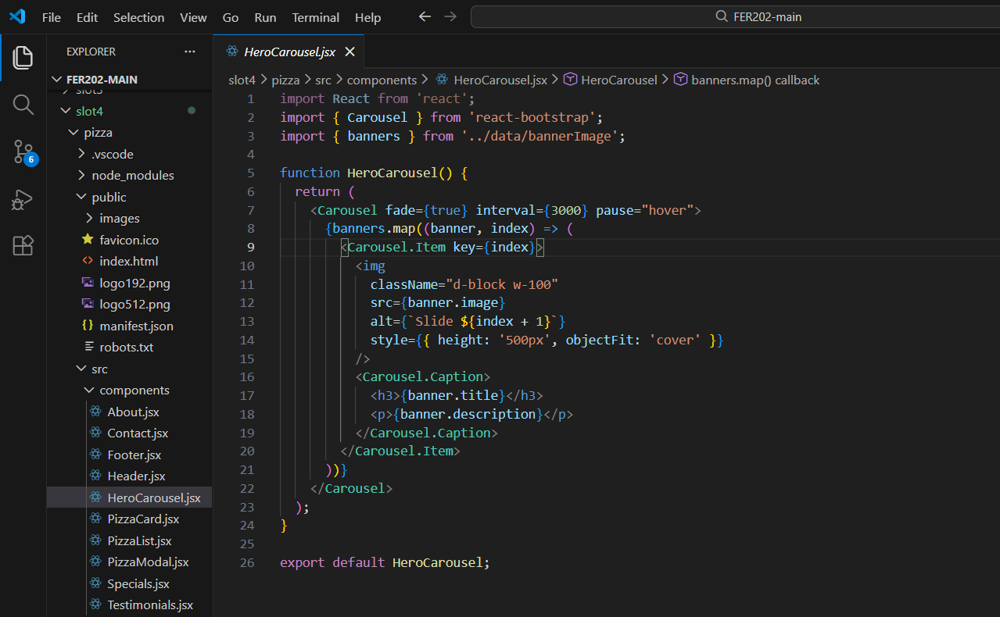 File Edit Selection View Go Run Terminal Help FER202-main
EXPLORER ···
FER202-MAIN
slot3
slot4
pizza
.vscode
node_modules
public
images
favicon.ico
index.html
logo192.png
logo512.png
manifest.json
robots.txt
src
components
About.jsx
Contact.jsx
Footer.jsx
Header.jsx
HeroCarousel.jsx
PizzaCard.jsx
PizzaList.jsx
PizzaModal.jsx
Specials.jsx
Testimonials.jsx
6
HeroCarousel.jsx
slot4 > pizza > src > components > HeroCarousel.jsx > HeroCarousel > banners.map() callback
1 import React from 'react';
2 import { Carousel } from 'react-bootstrap';
3 import { banners } from '../data/bannerImage';
4
5 function HeroCarousel() {
6   return (
7     <Carousel fade={true} interval={3000} pause="hover">
8       {banners.map((banner, index) => (
9         <Carousel.Item key={index}>
10           <img
11             className="d-block w-100"
12             src={banner.image}
13             alt={`Slide ${index + 1}`}
14             style={{ height: '500px', objectFit: 'cover' }}
15           />
16           <Carousel.Caption>
17             <h3>{banner.title}</h3>
18             <p>{banner.description}</p>
19           </Carousel.Caption>
20         </Carousel.Item>
21       ))}
22     </Carousel>
23   );
24 }
25
26 export default HeroCarousel;